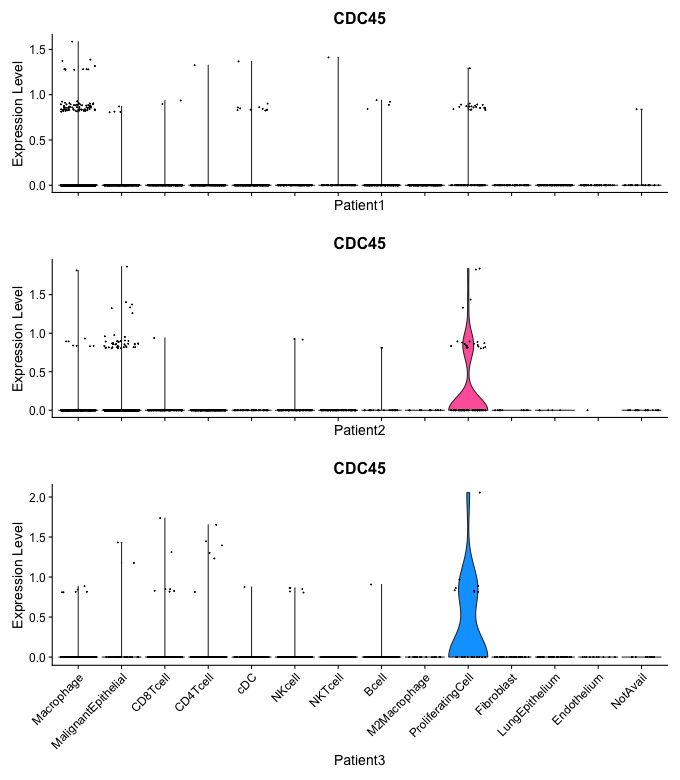 CDC45
Expression Level
1.5
1.0
0.5
0.0
Patient1
CDC45
Expression Level
1.5
1.0
0.5
0.0
Patient2
CDC45
Expression Level
2.0
1.5
1.0
0.5
0.0
Macrophage
MalignantEpithelial
CD8Tcell
CD4Tcell
cDC
NKcell
NKTcell
Bcell
M2Macrophage
ProliferatingCell
Fibroblast
LungEpithelium
Endothelium
NotAvail
Patient3